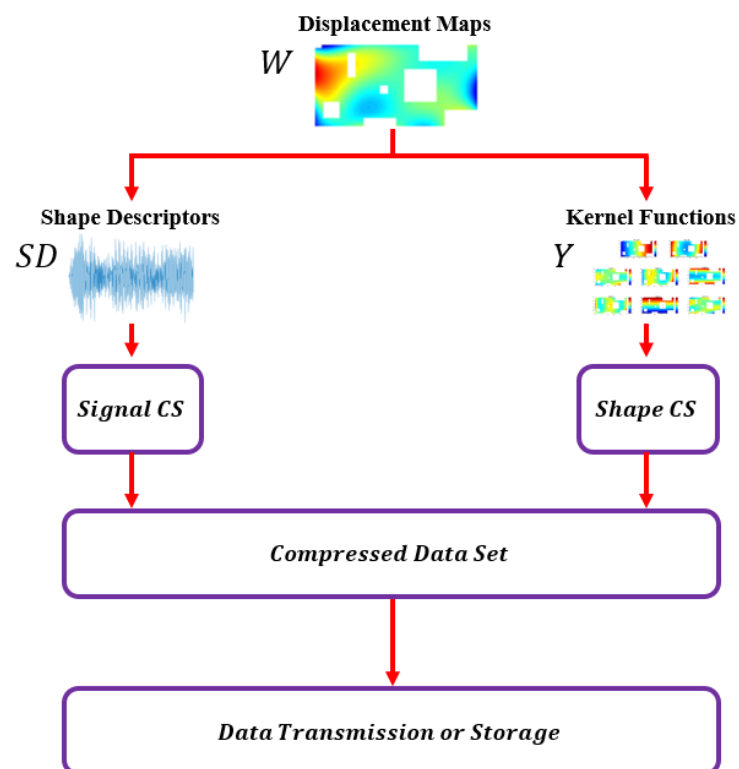 Displacement Maps
W
Shape Descriptors
Kernel Functions
SD
Y
Signal CS
Shape CS
Compressed Data Set
Data Transmission or Storage